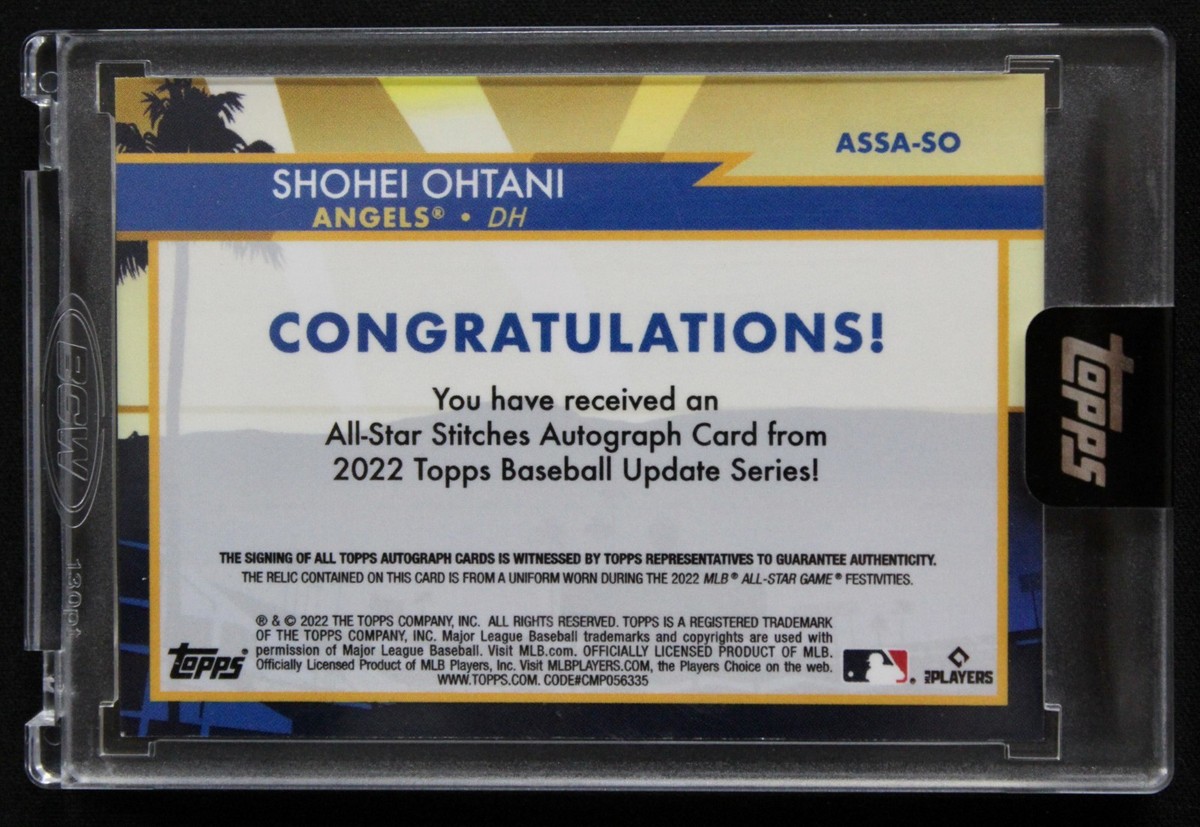 ASSA-SO
SHOHEI OHTANI
ANGELS® • DH
CONGRATULATIONS!
You have received an
All-Star Stitches Autograph Card from
2022 Topps Baseball Update Series!
THE SIGNING OF ALL TOPPS AUTOGRAPH CARDS IS WITNESSED BY TOPPS REPRESENTATIVES TO GUARANTEE AUTHENTICITY.
THE RELIC CONTAINED ON THIS CARD IS FROM A UNIFORM WORN DURING THE 2022 MLB® ALL-STAR GAME® FESTIVITIES.
® & © 2022 THE TOPPS COMPANY, INC. ALL RIGHTS RESERVED. TOPPS IS A REGISTERED TRADEMARK
OF THE TOPPS COMPANY, INC. Major League Baseball trademarks and copyrights are used with
permission of Major League Baseball. Visit MLB.com. OFFICIALLY LICENSED PRODUCT OF MLB.
Officially Licensed Product of MLB Players, Inc. Visit MLBPLAYERS.COM, the Players Choice on the web.
WWW.TOPPS.COM. CODE#CMP056335
topps®
MLB PLAYERS
topps
BCW
130pt